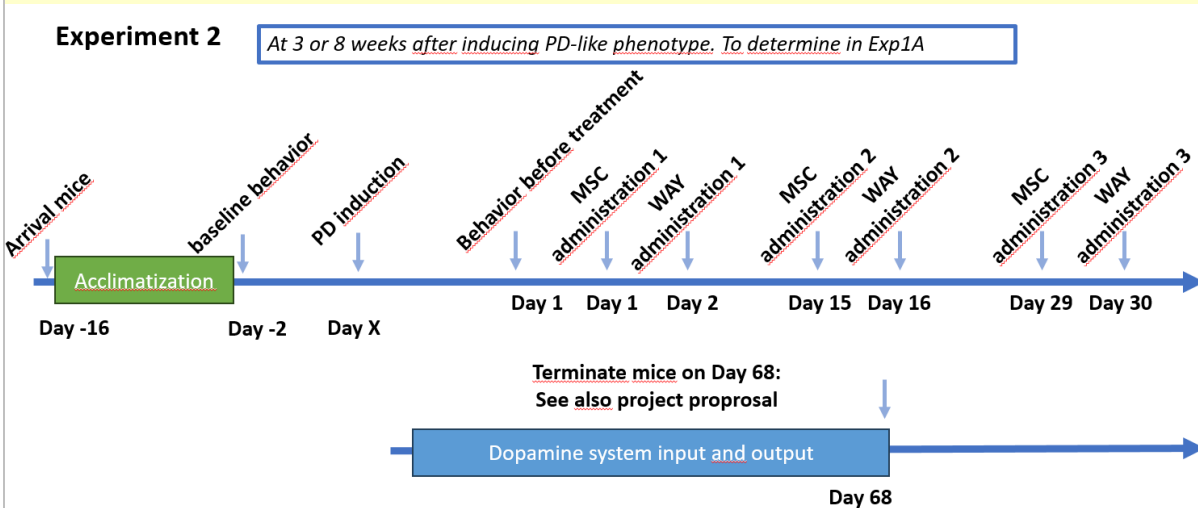 Experiment 2
At 3 or 8 weeks after inducing PD-like phenotype. To determine in Exp1A
Arrival mice
baseline behavior
PD induction
Behavior before treatment
MSC
administration 1
WAY
administration 1
MSC
administration 2
WAY
administration 2
MSC
administration 3
WAY
administration 3
Acclimatization
Day -16
Day -2
Day X
Day 1
Day 1
Day 2
Day 15
Day 16
Day 29
Day 30
Terminate mice on Day 68:
See also project proprosal
Dopamine system input and output
Day 68